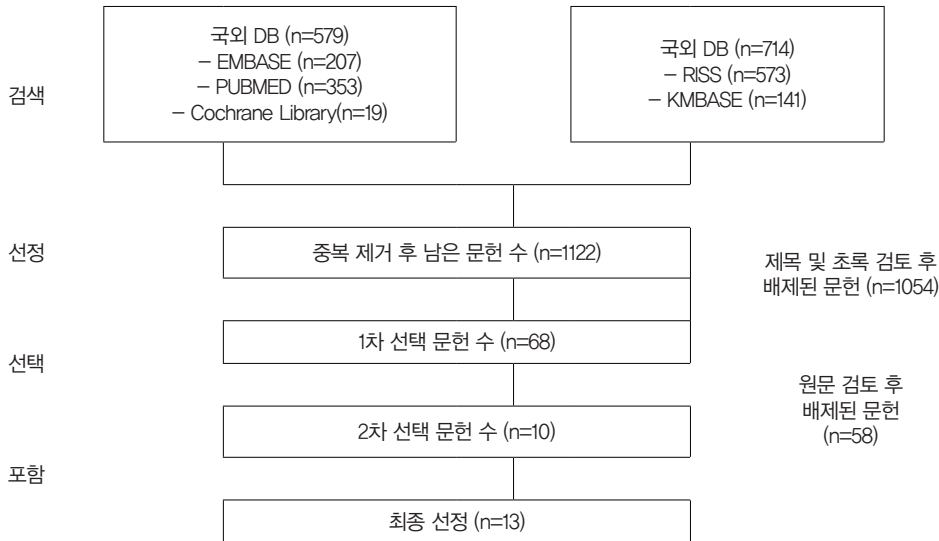 국외 DB (n=579)
– EMBASE (n=207)
– PUBMED (n=353)
– Cochrane Library(n=19)
국외 DB (n=714)
– RISS (n=573)
– KMBASE (n=141)
검색
선정
중복 제거 후 남은 문헌 수 (n=1122)
제목 및 초록 검토 후
배제된 문헌 (n=1054)
1차 선택 문헌 수 (n=68)
선택
원문 검토 후
배제된 문헌
(n=58)
2차 선택 문헌 수 (n=10)
포함
최종 선정 (n=13)